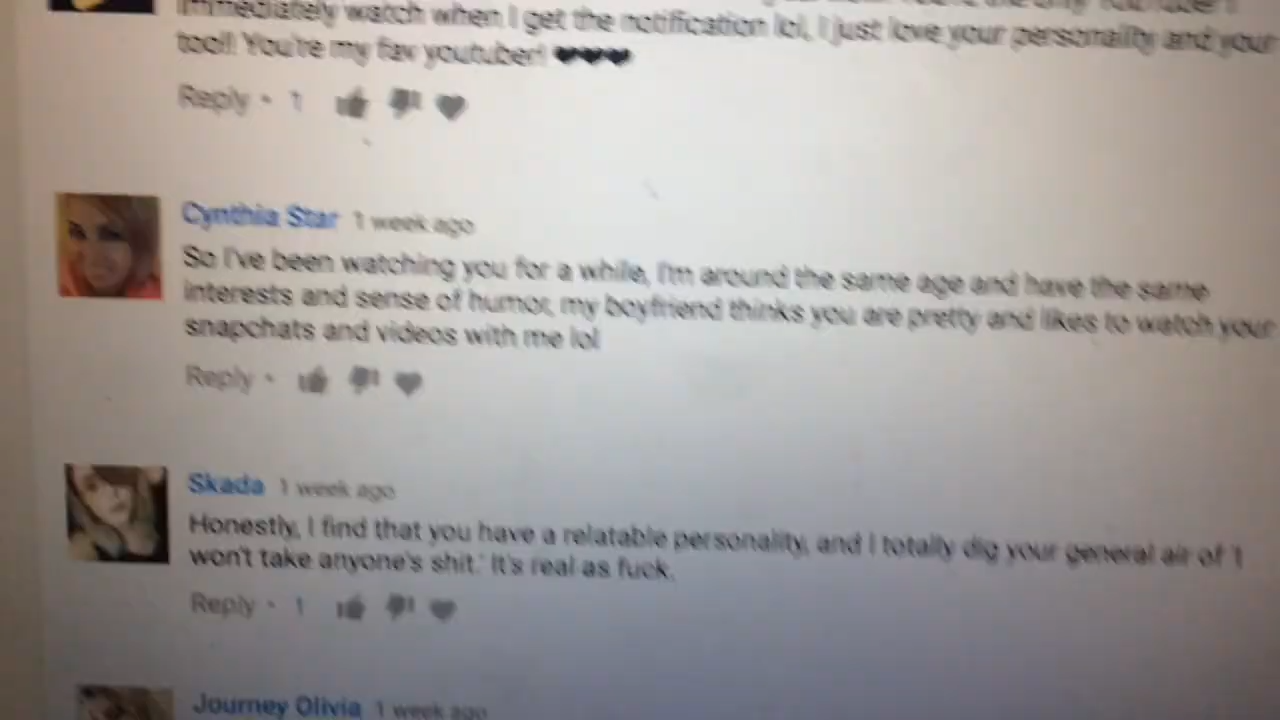 Immediately watch when I get the notification lol, I just love your personality and your
too!! You're my fav youtuber! ♥♥♥
Reply • 1
Cynthia Star 1 week ago
So I've been watching you for a while, I'm around the same age and have the same
interests and sense of humor, my boyfriend thinks you are pretty and likes to watch your
snapchats and videos with me lol
Reply •
Skada 1 week ago
Honestly, I find that you have a relatable personality, and I totally dig your general air of 'I
won't take anyone's shit.' It's real as fuck.
Reply • 1
Journey Olivia 1 week ago